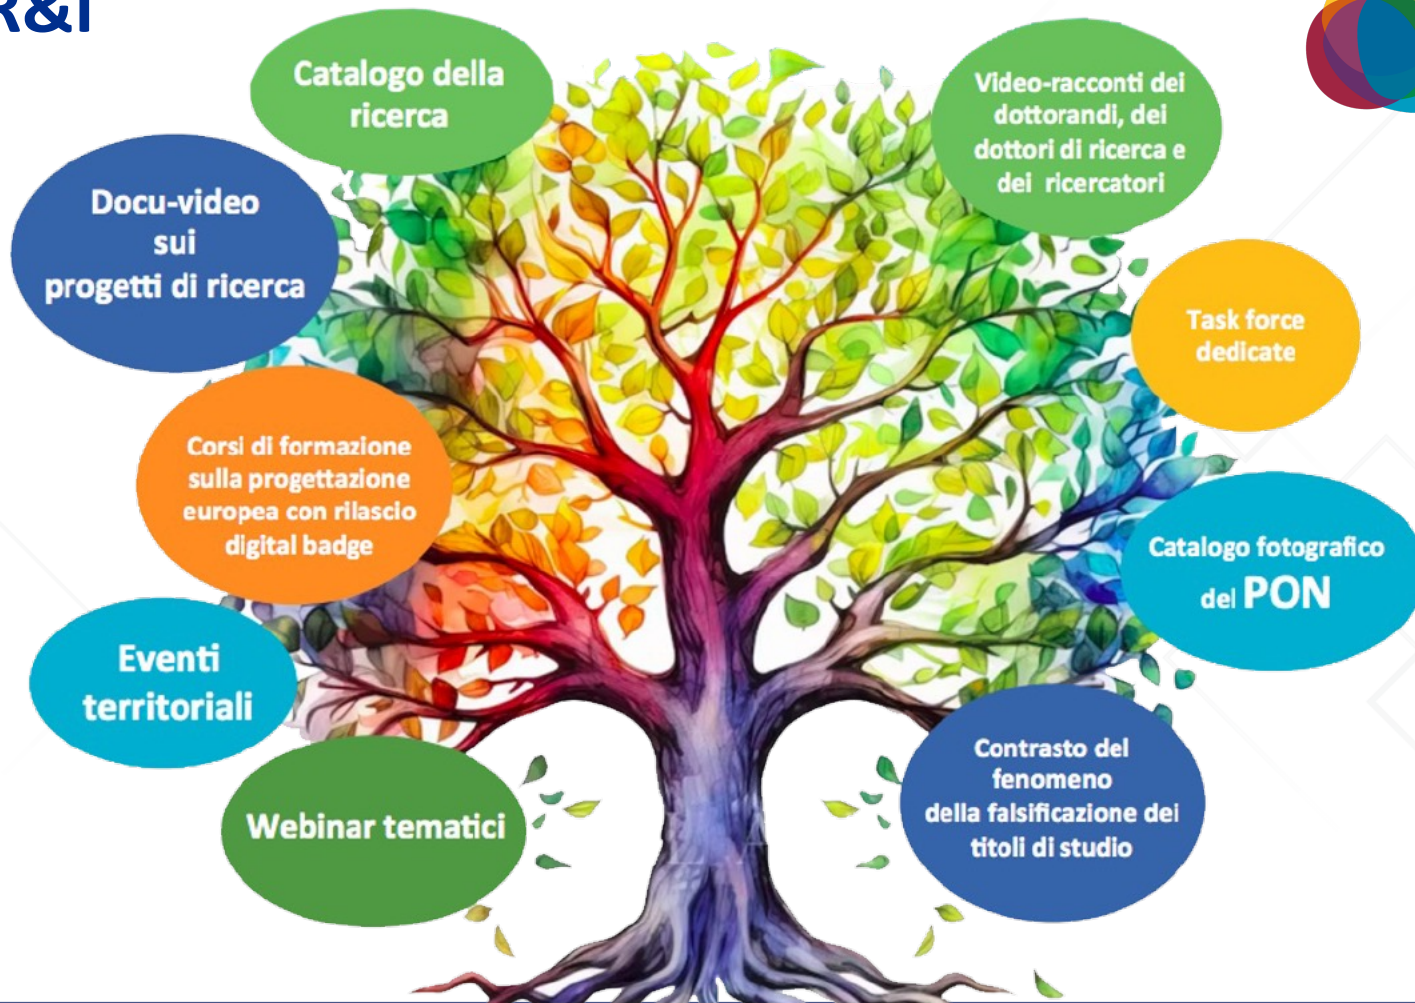 R&I
Catalogo della
ricerca
Video-racconti dei
dottorandi, dei
dottori di ricerca e
dei ricercatori
Docu-video
sui
progetti di ricerca
Task force
dedicate
Corsi di formazione
sulla progettazione
europea con rilascio
digital badge
Catalogo fotografico
del PON
Eventi
territoriali
Contrasto del
fenomeno
della falsificazione dei
titoli di studio
Webinar tematici